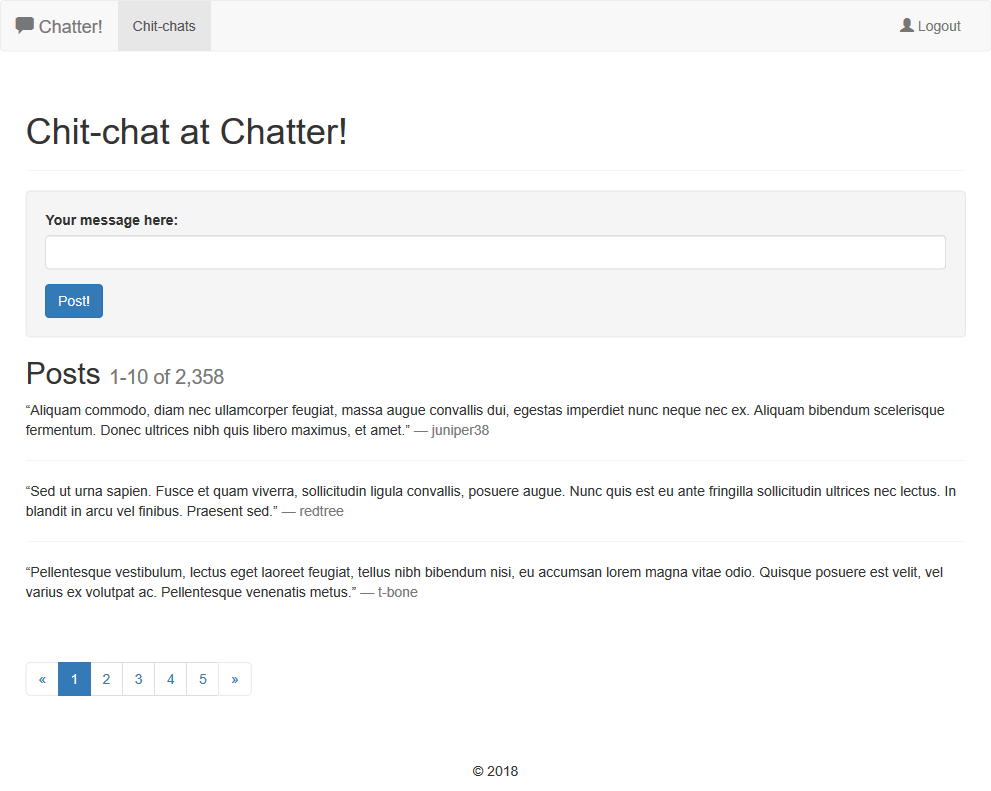 Chatter! Chit-chats Logout
Chit-chat at Chatter!
Your message here:
Post!
Posts 1-10 of 2,358
“Aliquam commodo, diam nec ullamcorper feugiat, massa augue convallis dui, egestas imperdiet nunc neque nec ex. Aliquam bibendum scelerisque
fermentum. Donec ultrices nibh quis libero maximus, et amet.” — juniper38
“Sed ut urna sapien. Fusce et quam viverra, sollicitudin ligula convallis, posuere augue. Nunc quis est eu ante fringilla sollicitudin ultrices nec lectus. In
blandit in arcu vel finibus. Praesent sed.” — redtree
“Pellentesque vestibulum, lectus eget laoreet feugiat, tellus nibh bibendum nisi, eu accumsan lorem magna vitae odio. Quisque posuere est velit, vel
varius ex volutpat ac. Pellentesque venenatis metus.” — t-bone
« 1 2 3 4 5 »
© 2018